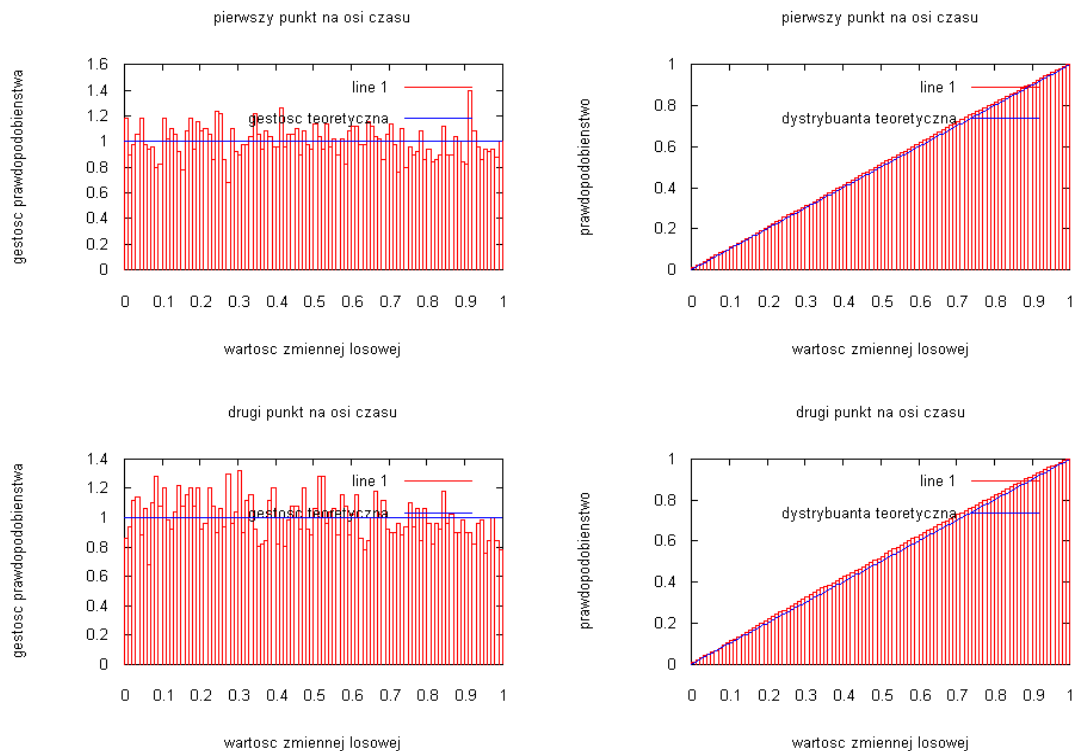 pierwszy punkt na osi czasu
gestosc prawdopodobienstwa
1.6
1.4
1.2
1
0.8
0.6
0.4
0.2
0
line 1
gestosc teoretyczna
0 0.1 0.2 0.3 0.4 0.5 0.6 0.7 0.8 0.9 1
wartosc zmiennej losowej
pierwszy punkt na osi czasu
prawdopodobienstwo
1
0.8
0.6
0.4
0.2
0
line 1
dystrybuanta teoretyczna
0 0.1 0.2 0.3 0.4 0.5 0.6 0.7 0.8 0.9 1
wartosc zmiennej losowej
drugi punkt na osi czasu
gestosc prawdopodobienstwa
1.4
1.2
1
0.8
0.6
0.4
0.2
0
line 1
gestosc teoretyczna
0 0.1 0.2 0.3 0.4 0.5 0.6 0.7 0.8 0.9 1
wartosc zmiennej losowej
drugi punkt na osi czasu
prawdopodobienstwo
1
0.8
0.6
0.4
0.2
0
line 1
dystrybuanta teoretyczna
0 0.1 0.2 0.3 0.4 0.5 0.6 0.7 0.8 0.9 1
wartosc zmiennej losowej